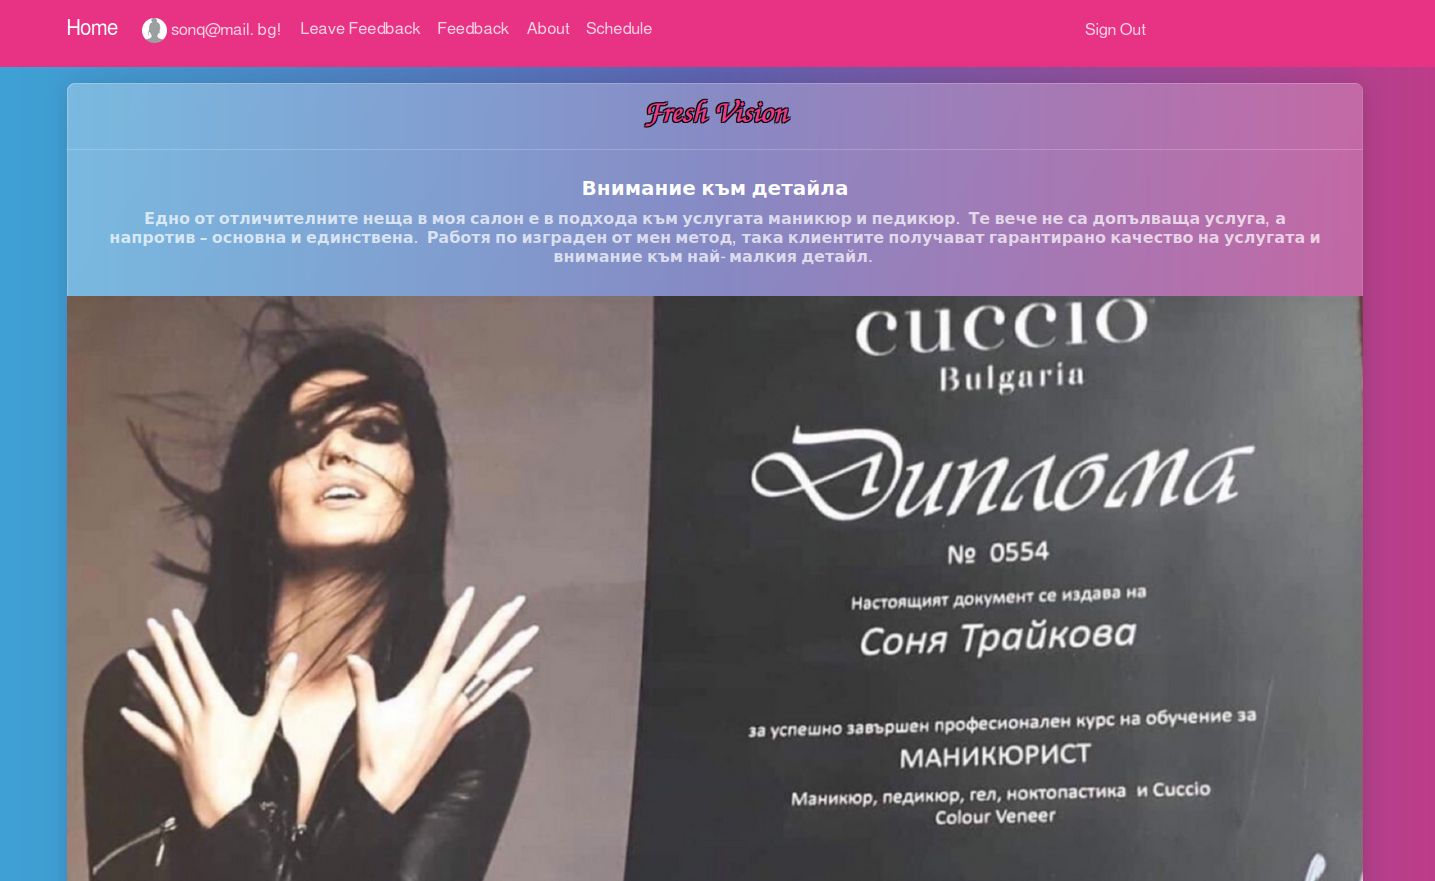 Home sonq@mail. bg! Leave Feedback Feedback About Schedule Sign Out
Fresh Vision
Внимание към детайла
Едно от отличителните неща в моя салон е в подхода към услугата маникюр и педикюр. Те вече не са допълваща услуга, а
напротив – основна и единствена. Работя по изграден от мен метод, така клиентите получават гарантирано качество на услугата и
внимание към най- малкия детайл.
cuccio
Bulgaria
Диплома
№ 0554
Настоящият документ се издава на
Соня Трайкова
за успешно завършен професионален курс на обучение за
МАНИКЮРИСТ
Маникюр, педикюр, гел, ноктопластика и Cuccio
Colour Veneer